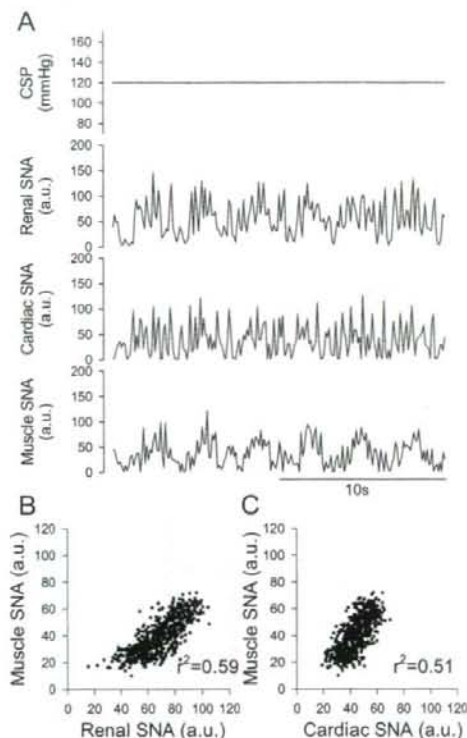 A
CSP
(mmHg)
160
140
120
100
80
Renal SNA
(a.u.)
200
150
100
50
0
Cardiac SNA
(a.u.)
200
150
100
50
0
Muscle SNA
(a.u.)
200
150
100
50
0
10s
B
Muscle SNA (a.u.)
120
100
80
60
40
20
0
r²=0.59
0 20 40 60 80 100 120
Renal SNA (a.u.)
C
Muscle SNA (a.u.)
120
100
80
60
40
20
0
r²=0.51
0 20 40 60 80 100 120
Cardiac SNA (a.u.)